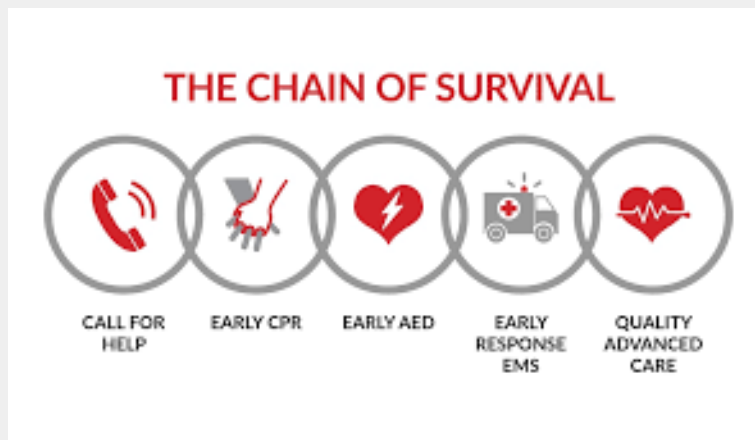 THE CHAIN OF SURVIVAL
CALL FOR
HELP
EARLY CPR
EARLY AED
EARLY
RESPONSE
EMS
QUALITY
ADVANCED
CARE